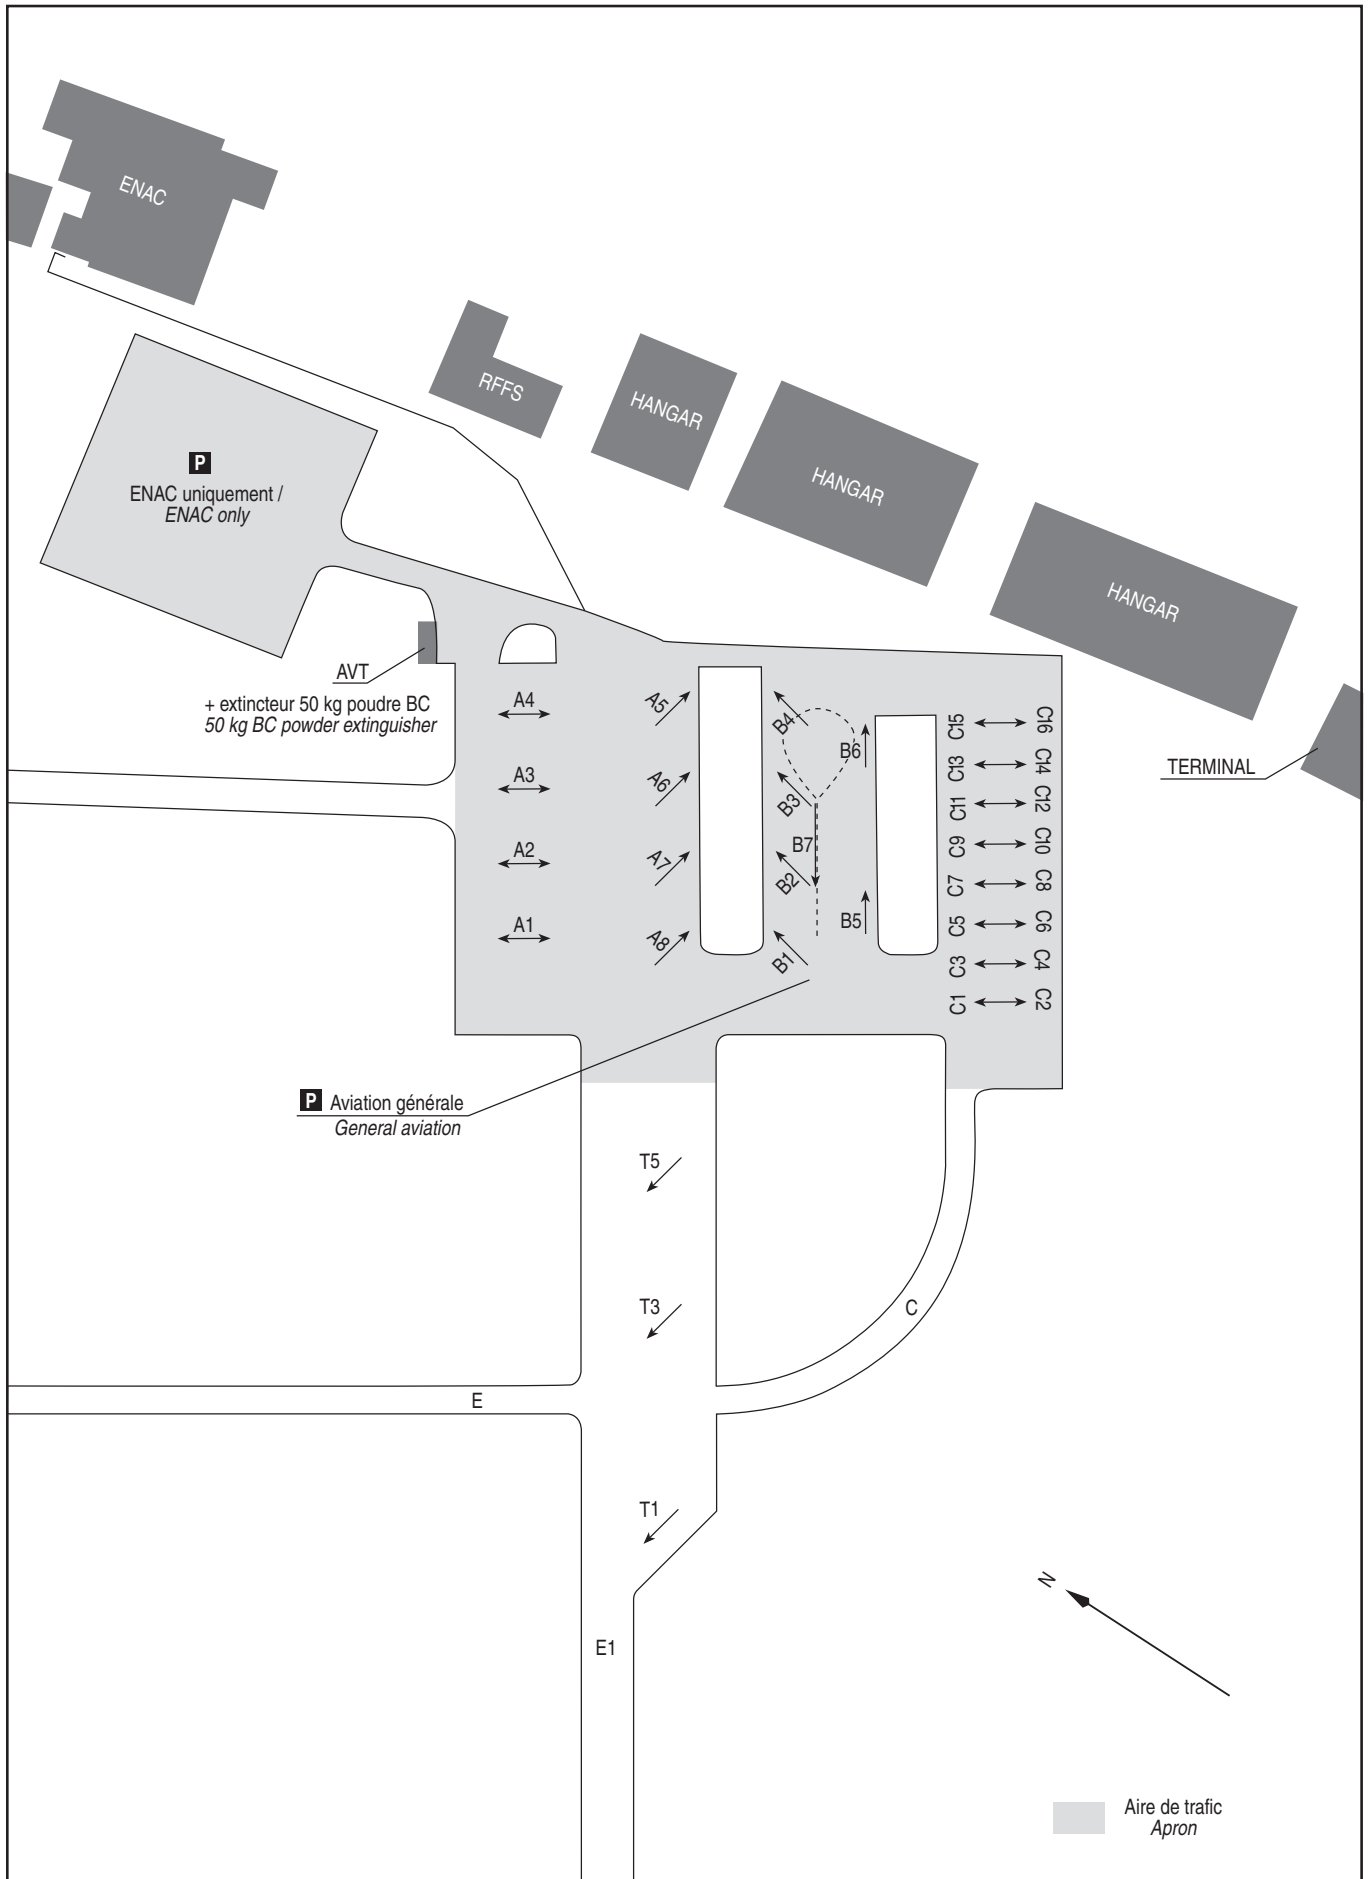 ENAC
RFFS
HANGAR
HANGAR
HANGAR
P
ENAC uniquement /
ENAC only
AVT
+ extincteur 50 kg poudre BC
50 kg BC powder extinguisher
TERMINAL
A4
A3
A2
A1
A5
A6
A7
A8
B4
B3
B2
B1
B6
B7
B5
C15
C16
C13
C14
C11
C12
C9
C10
C7
C8
C5
C6
C3
C4
C1
C2
P Aviation générale
General aviation
T5
T3
C
E
T1
E1
N
Aire de trafic
Apron